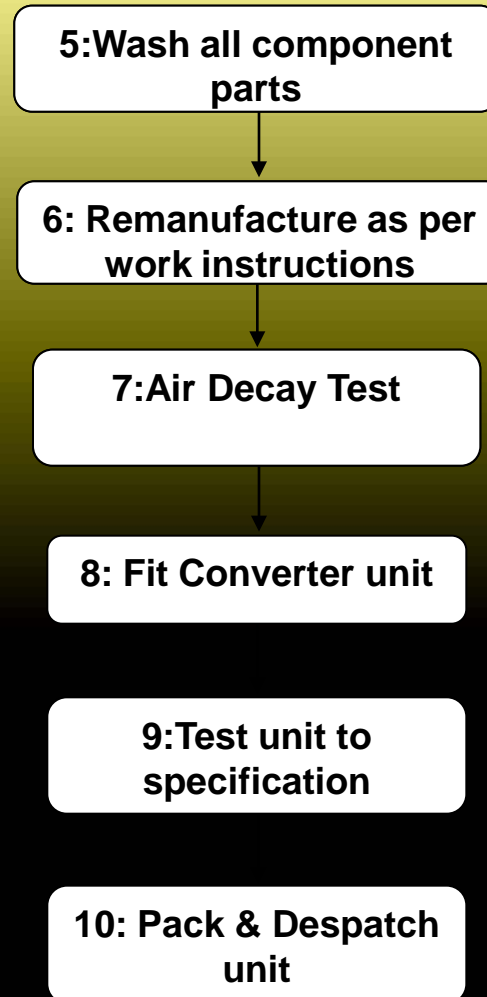 5:Wash all component
parts
6: Remanufacture as per
work instructions
7:Air Decay Test
8: Fit Converter unit
9:Test unit to
specification
10: Pack & Despatch
unit